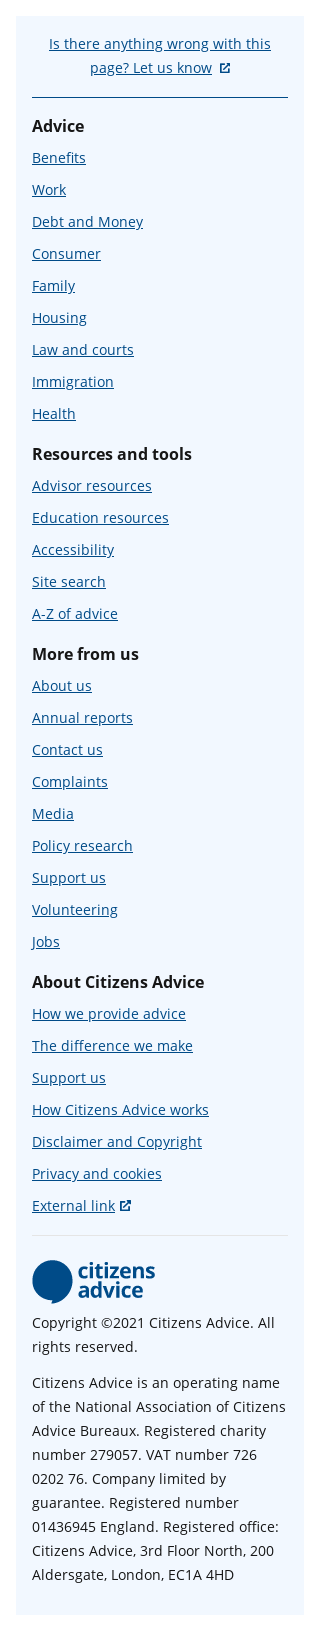 Is there anything wrong with this
page? Let us know
Advice
Benefits
Work
Debt and Money
Consumer
Family
Housing
Law and courts
Immigration
Health
Resources and tools
Advisor resources
Education resources
Accessibility
Site search
A-Z of advice
More from us
About us
Annual reports
Contact us
Complaints
Media
Policy research
Support us
Volunteering
Jobs
About Citizens Advice
How we provide advice
The difference we make
Support us
How Citizens Advice works
Disclaimer and Copyright
Privacy and cookies
External link
citizens
advice
Copyright ©2021 Citizens Advice. All
rights reserved.
Citizens Advice is an operating name
of the National Association of Citizens
Advice Bureaux. Registered charity
number 279057. VAT number 726
0202 76. Company limited by
guarantee. Registered number
01436945 England. Registered office:
Citizens Advice, 3rd Floor North, 200
Aldersgate, London, EC1A 4HD